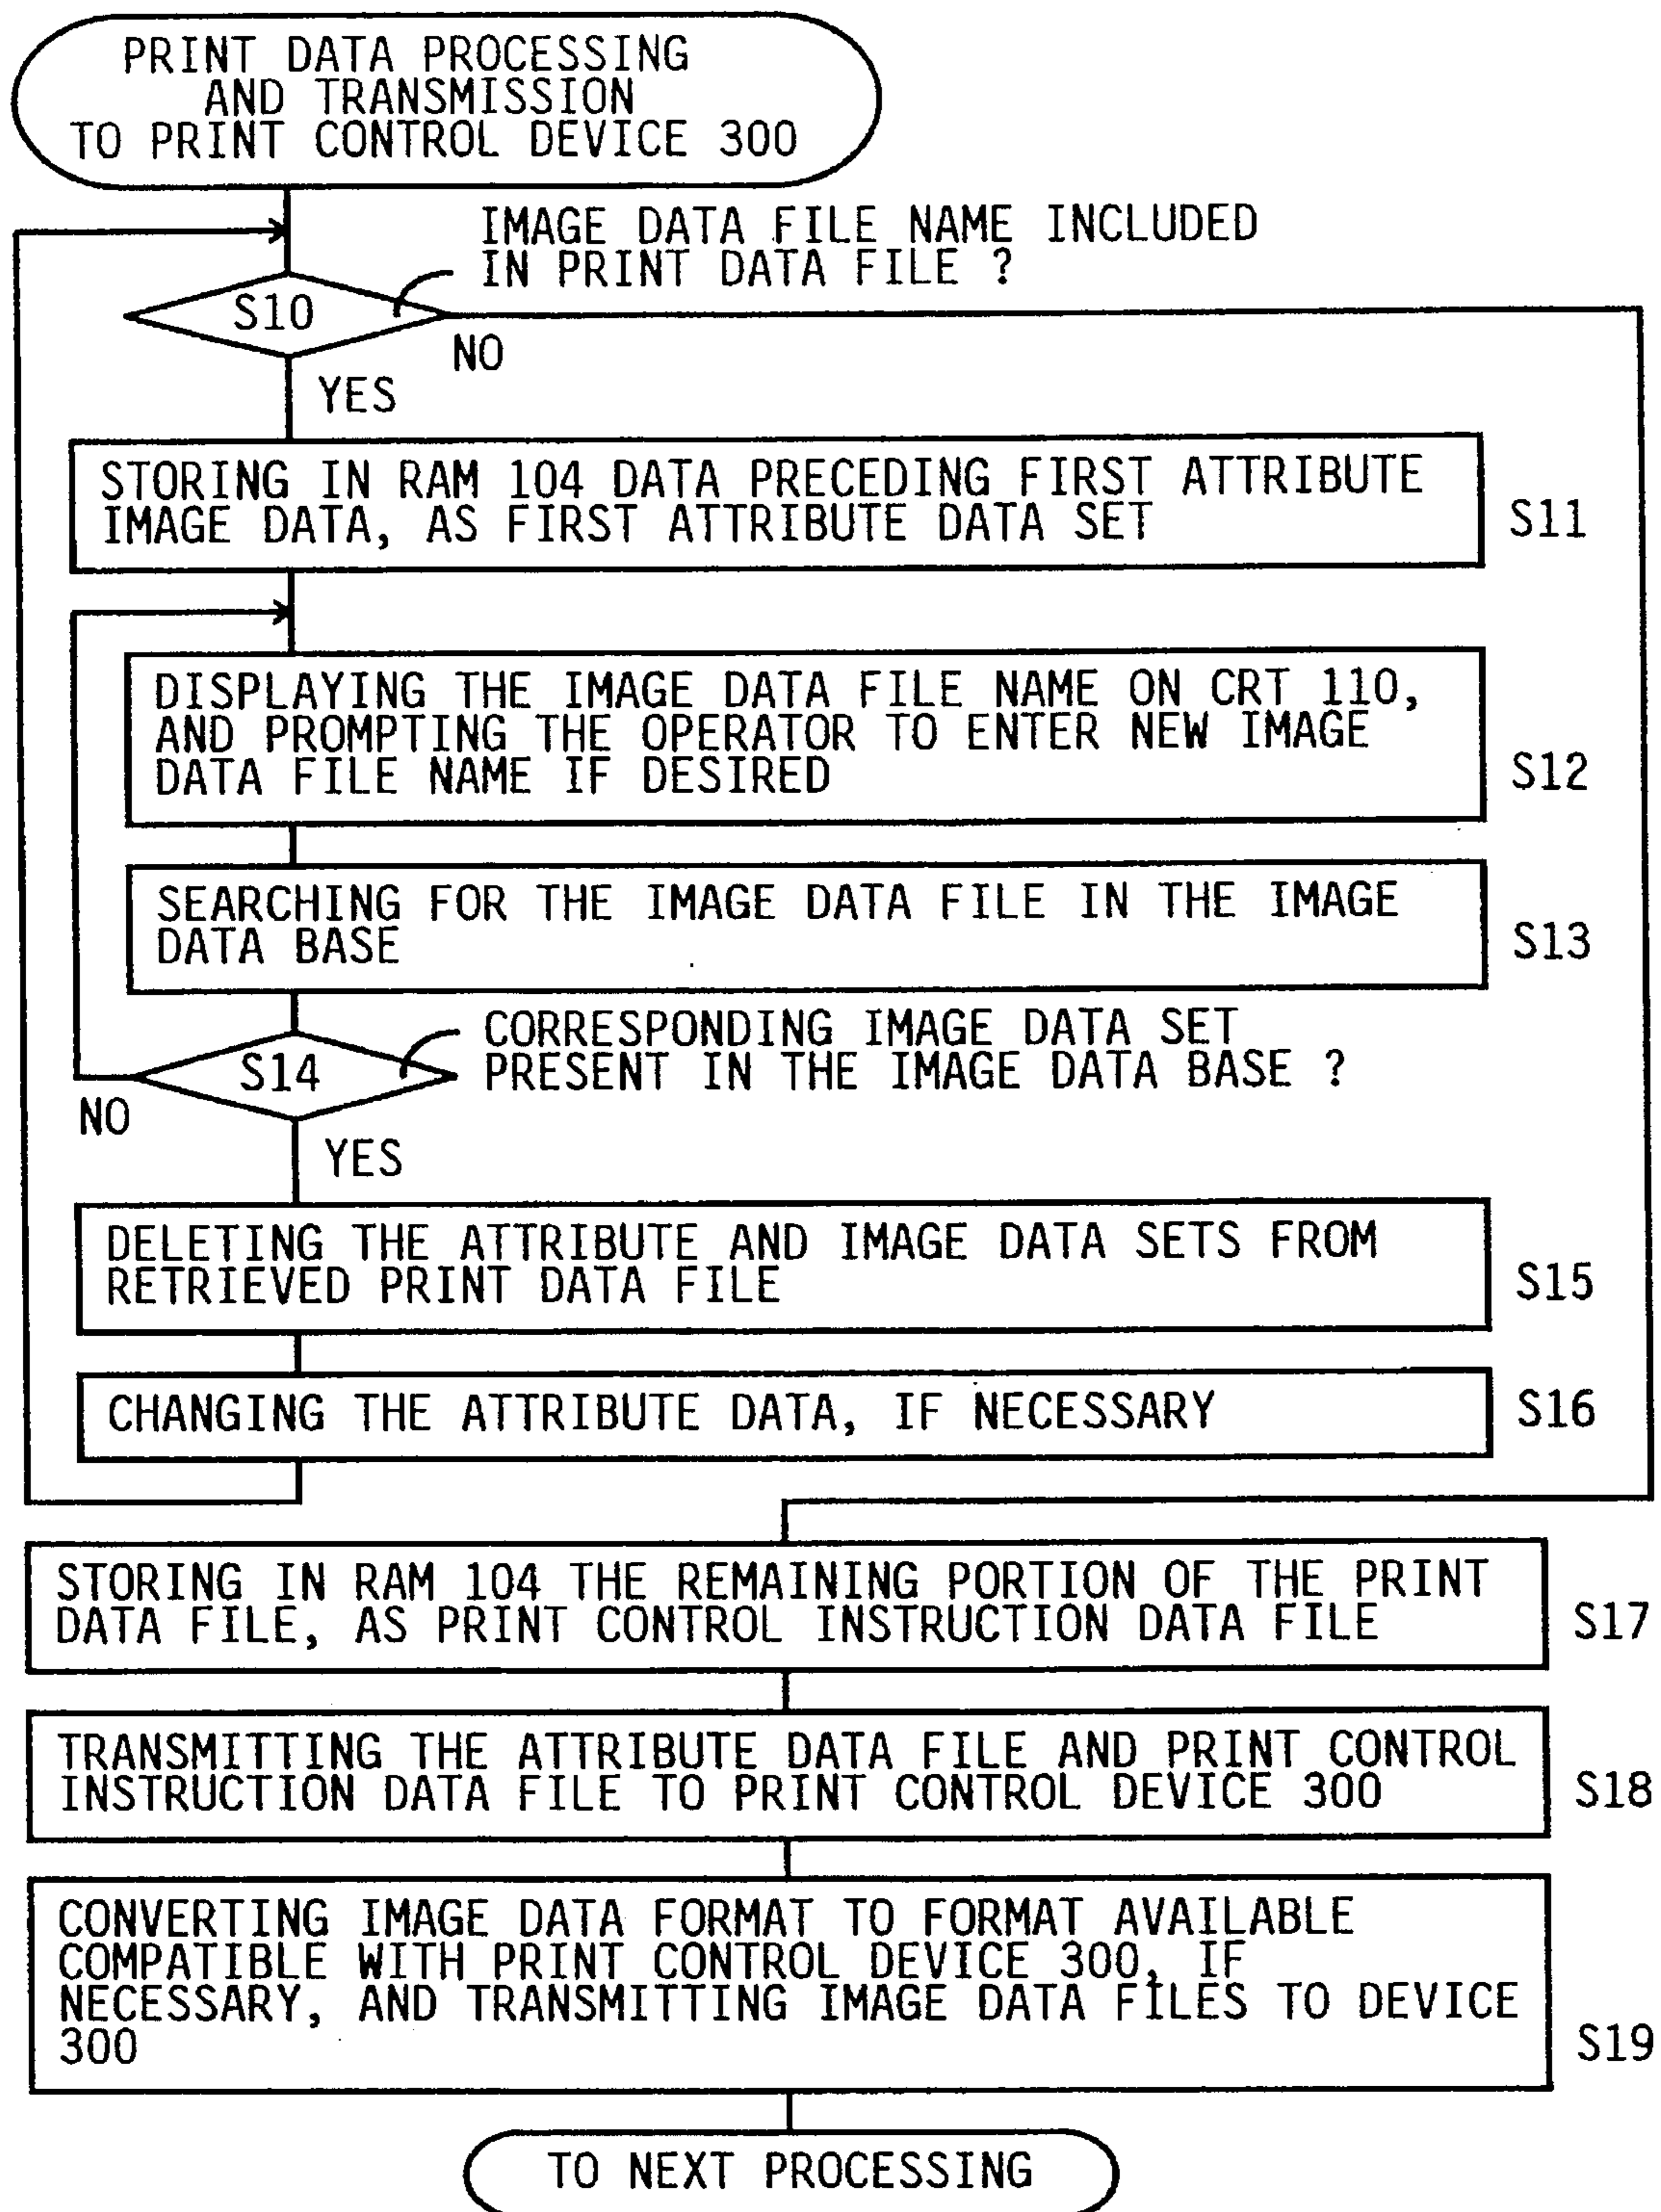 PRINT DATA PROCESSING
AND TRANSMISSION
TO PRINT CONTROL DEVICE 300
IMAGE DATA FILE NAME INCLUDED
IN PRINT DATA FILE ?
S10
NO
YES
STORING IN RAM 104 DATA PRECEDING FIRST ATTRIBUTE
IMAGE DATA, AS FIRST ATTRIBUTE DATA SET
S11
DISPLAYING THE IMAGE DATA FILE NAME ON CRT 110,
AND PROMPTING THE OPERATOR TO ENTER NEW IMAGE
DATA FILE NAME IF DESIRED
S12
SEARCHING FOR THE IMAGE DATA FILE IN THE IMAGE
DATA BASE
S13
CORRESPONDING IMAGE DATA SET
PRESENT IN THE IMAGE DATA BASE ?
S14
NO
YES
DELETING THE ATTRIBUTE AND IMAGE DATA SETS FROM
RETRIEVED PRINT DATA FILE
S15
CHANGING THE ATTRIBUTE DATA, IF NECESSARY
S16
STORING IN RAM 104 THE REMAINING PORTION OF THE PRINT
DATA FILE, AS PRINT CONTROL INSTRUCTION DATA FILE
S17
TRANSMITTING THE ATTRIBUTE DATA FILE AND PRINT CONTROL
INSTRUCTION DATA FILE TO PRINT CONTROL DEVICE 300
S18
CONVERTING IMAGE DATA FORMAT TO FORMAT AVAILABLE
COMPATIBLE WITH PRINT CONTROL DEVICE 300, IF
NECESSARY, AND TRANSMITTING IMAGE DATA FILES TO DEVICE
300
S19
TO NEXT PROCESSING